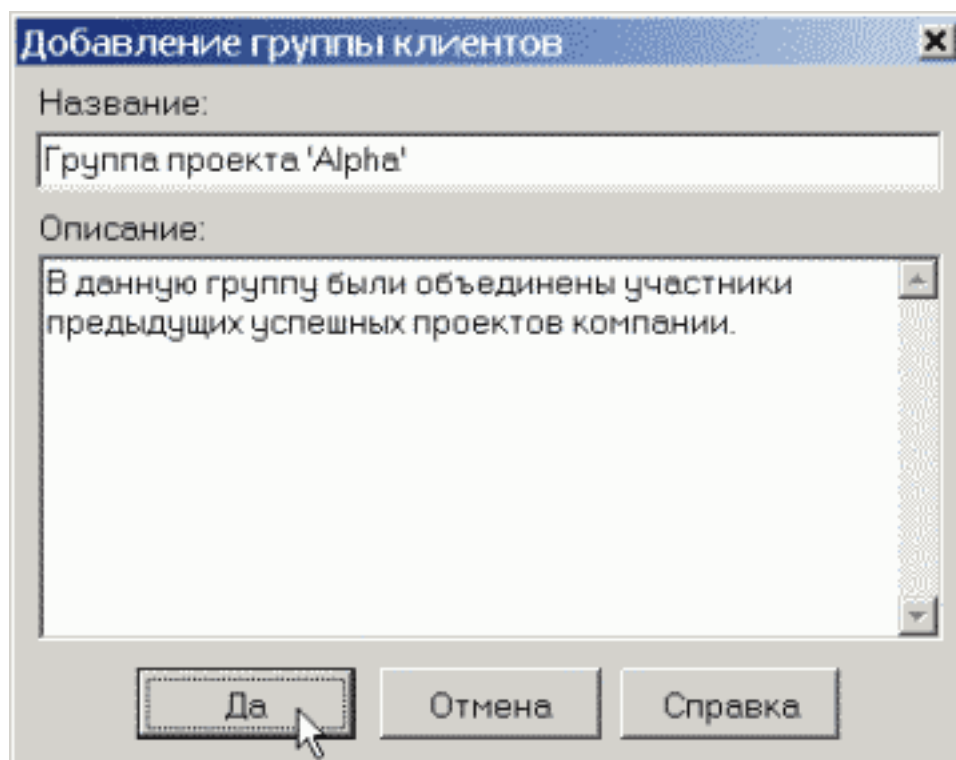 Добавление группы клиентов
Название:
Группа проекта 'Alpha'
Описание:
В данную группу были объединены участники
предыдущих успешных проектов компании.
Да
Отмена
Справка